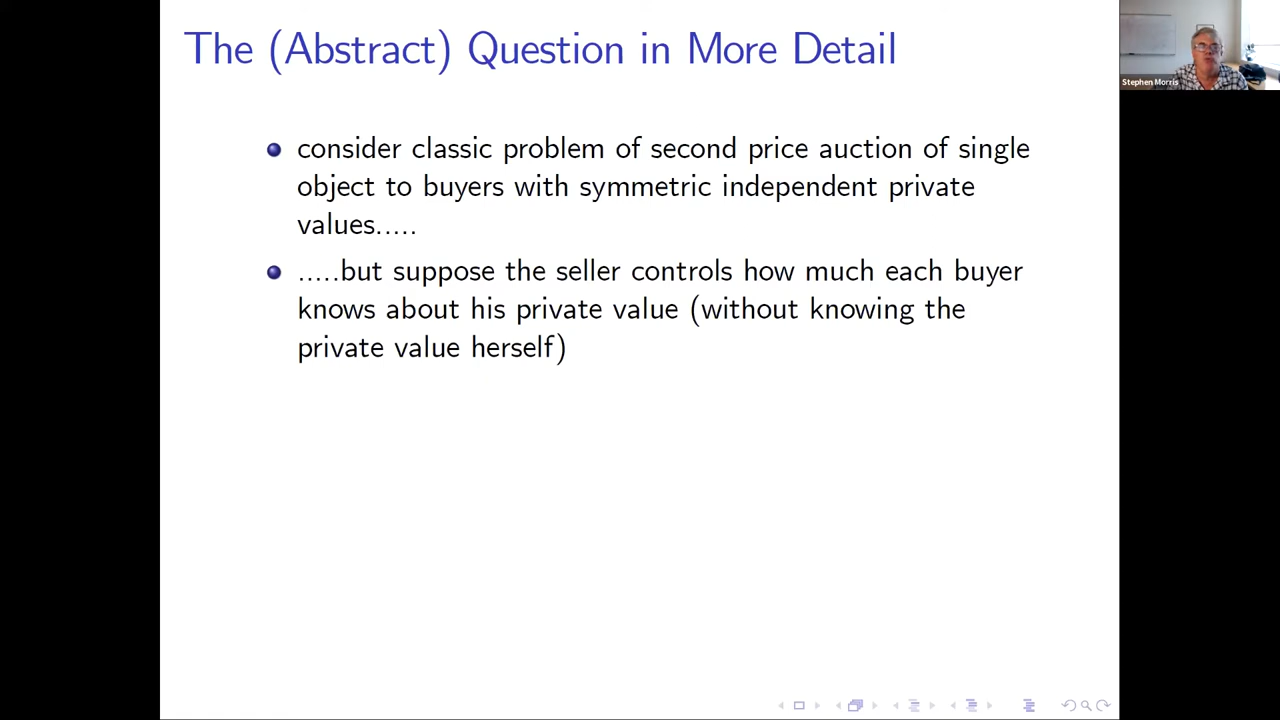 The (Abstract) Question in More Detail
Stephen Morris
consider classic problem of second price auction of single
object to buyers with symmetric independent private
values.....
.....but suppose the seller controls how much each buyer
knows about his private value (without knowing the
private value herself)